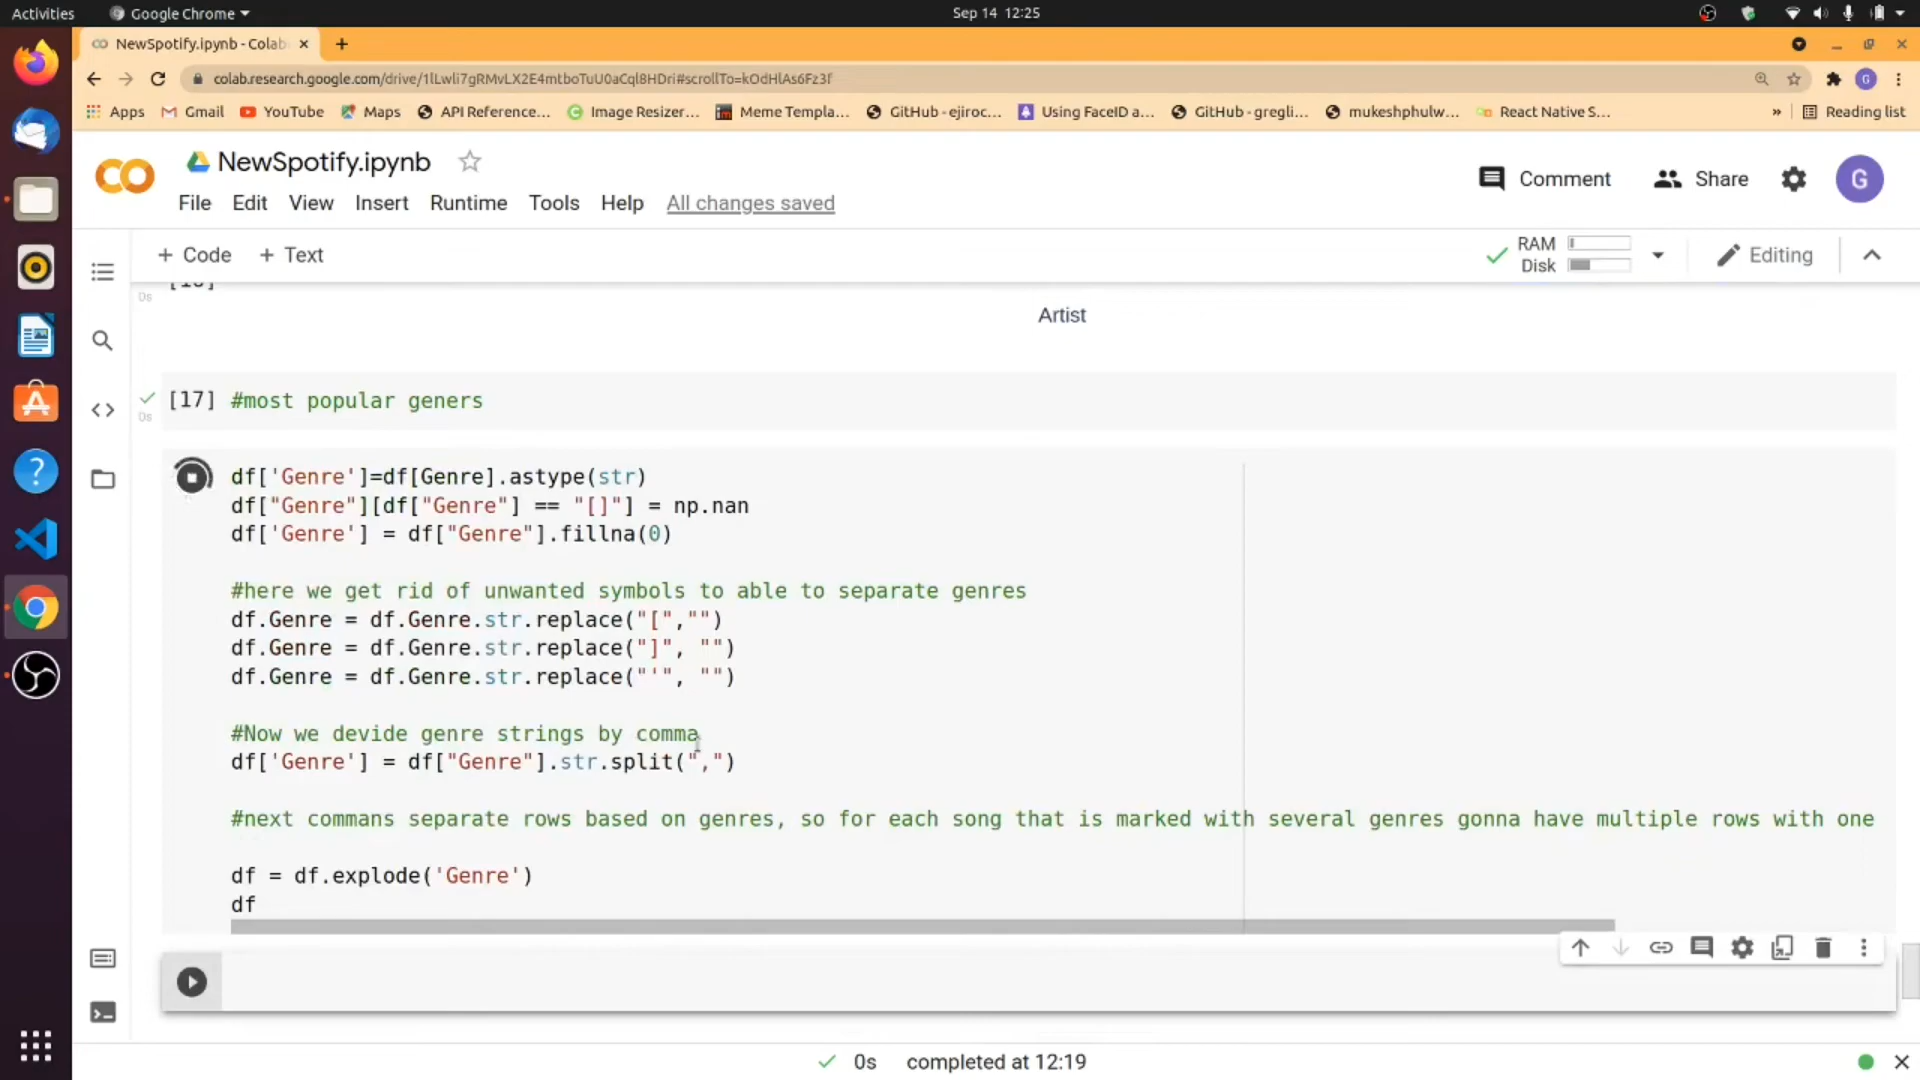 Activities Google Chrome Sep 14 12:25
NewSpotify.ipynb - Colab
colab.research.google.com/drive/1lLwli7gRMvLX2E4mtboTuU0aCql8HDri#scrollTo=kOdHlAs6Fz3f
Apps Gmail YouTube Maps API Reference... Image Resizer... Meme Templa... GitHub - ejiroc... Using FaceID a... GitHub - gregli... mukeshphulw... React Native S... » Reading list
NewSpotify.ipynb
Comment Share G
File Edit View Insert Runtime Tools Help All changes saved
+ Code + Text RAM Disk Editing
0s
Artist
[17] #most popular geners
0s
df['Genre']=df[Genre].astype(str)
df["Genre"][df["Genre"] == "[]"] = np.nan
df['Genre'] = df["Genre"].fillna(0)
#here we get rid of unwanted symbols to able to separate genres
df.Genre = df.Genre.str.replace("[","")
df.Genre = df.Genre.str.replace("]", "")
df.Genre = df.Genre.str.replace("'", "")
#Now we devide genre strings by comma
df['Genre'] = df["Genre"].str.split(",")
#next commans separate rows based on genres, so for each song that is marked with several genres gonna have multiple rows with one
df = df.explode('Genre')
df
0s completed at 12:19